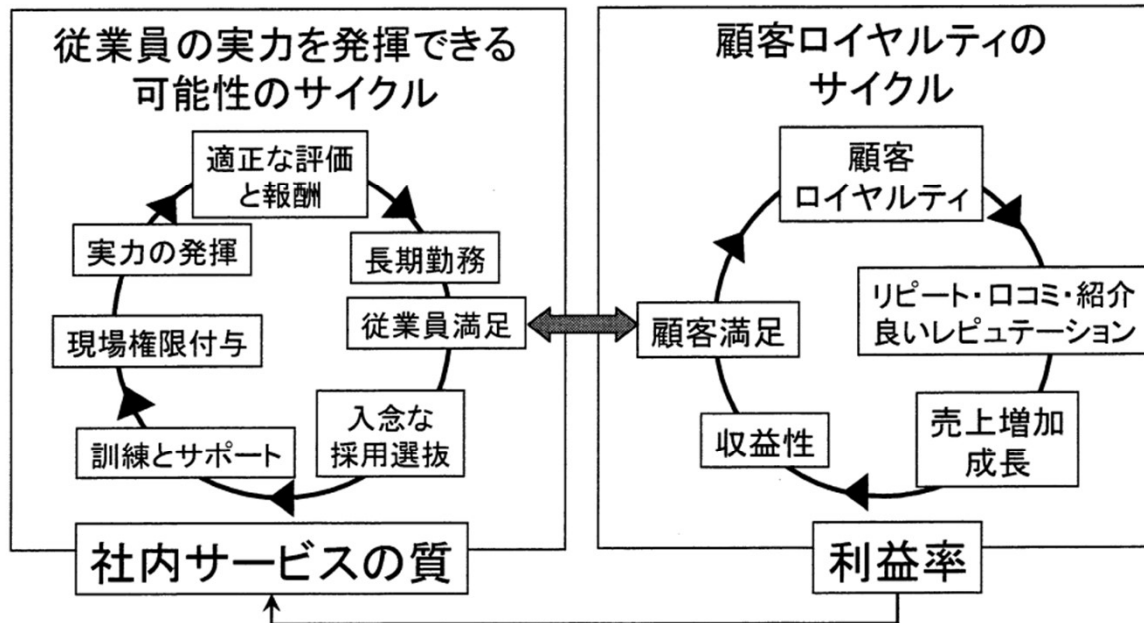 従業員の実力を発揮できる
可能性のサイクル
適正な評価
と報酬
長期勤務
従業員満足
入念な
採用選抜
訓練とサポート
現場権限付与
実力の発揮
社内サービスの質
顧客ロイヤルティの
サイクル
顧客
ロイヤルティ
リピート・口コミ・紹介
良いレピュテーション
売上増加
成長
収益性
顧客満足
利益率